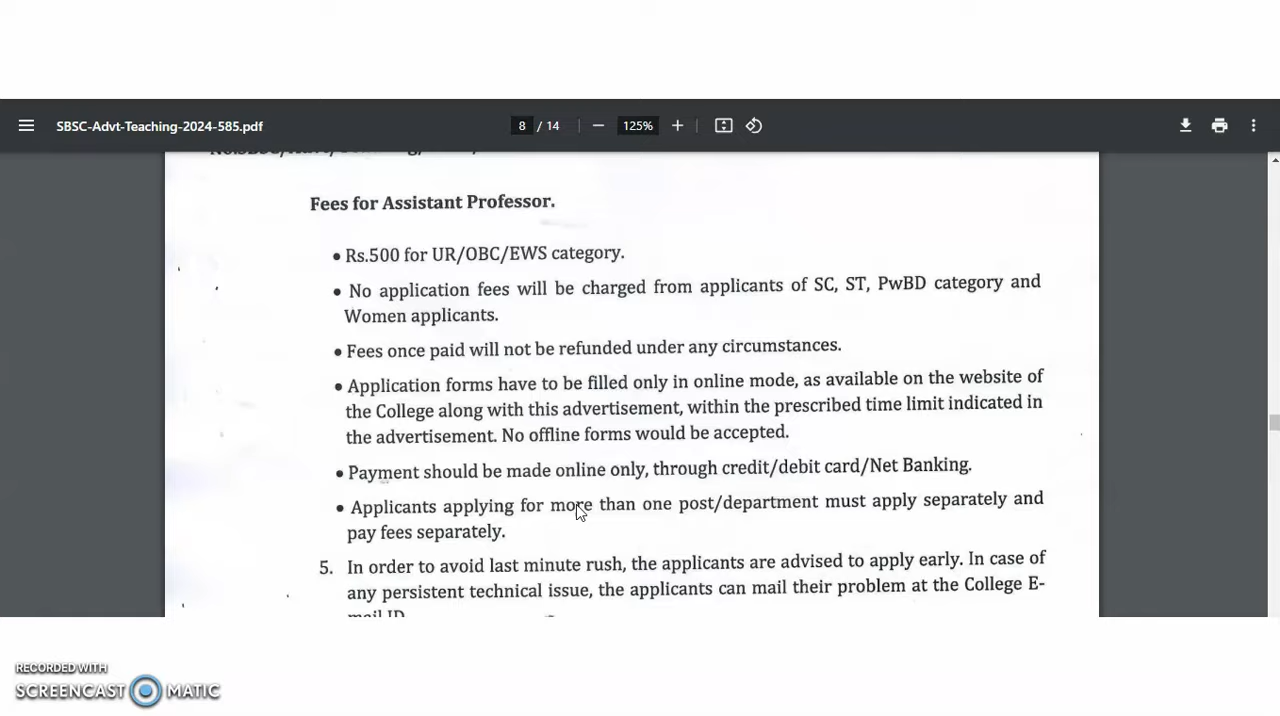 SBSC-Advt-Teaching-2024-585.pdf
8 / 14
125%
Fees for Assistant Professor.
• Rs.500 for UR/OBC/EWS category.
• No application fees will be charged from applicants of SC, ST, PwBD category and
Women applicants.
• Fees once paid will not be refunded under any circumstances.
• Application forms have to be filled only in online mode, as available on the website of
the College along with this advertisement, within the prescribed time limit indicated in
the advertisement. No offline forms would be accepted.
• Payment should be made online only, through credit/debit card/Net Banking.
• Applicants applying for more than one post/department must apply separately and
pay fees separately.
5. In order to avoid last minute rush, the applicants are advised to apply early. In case of
any persistent technical issue, the applicants can mail their problem at the College E-
mail ID
RECORDED WITH
SCREENCAST MATIC